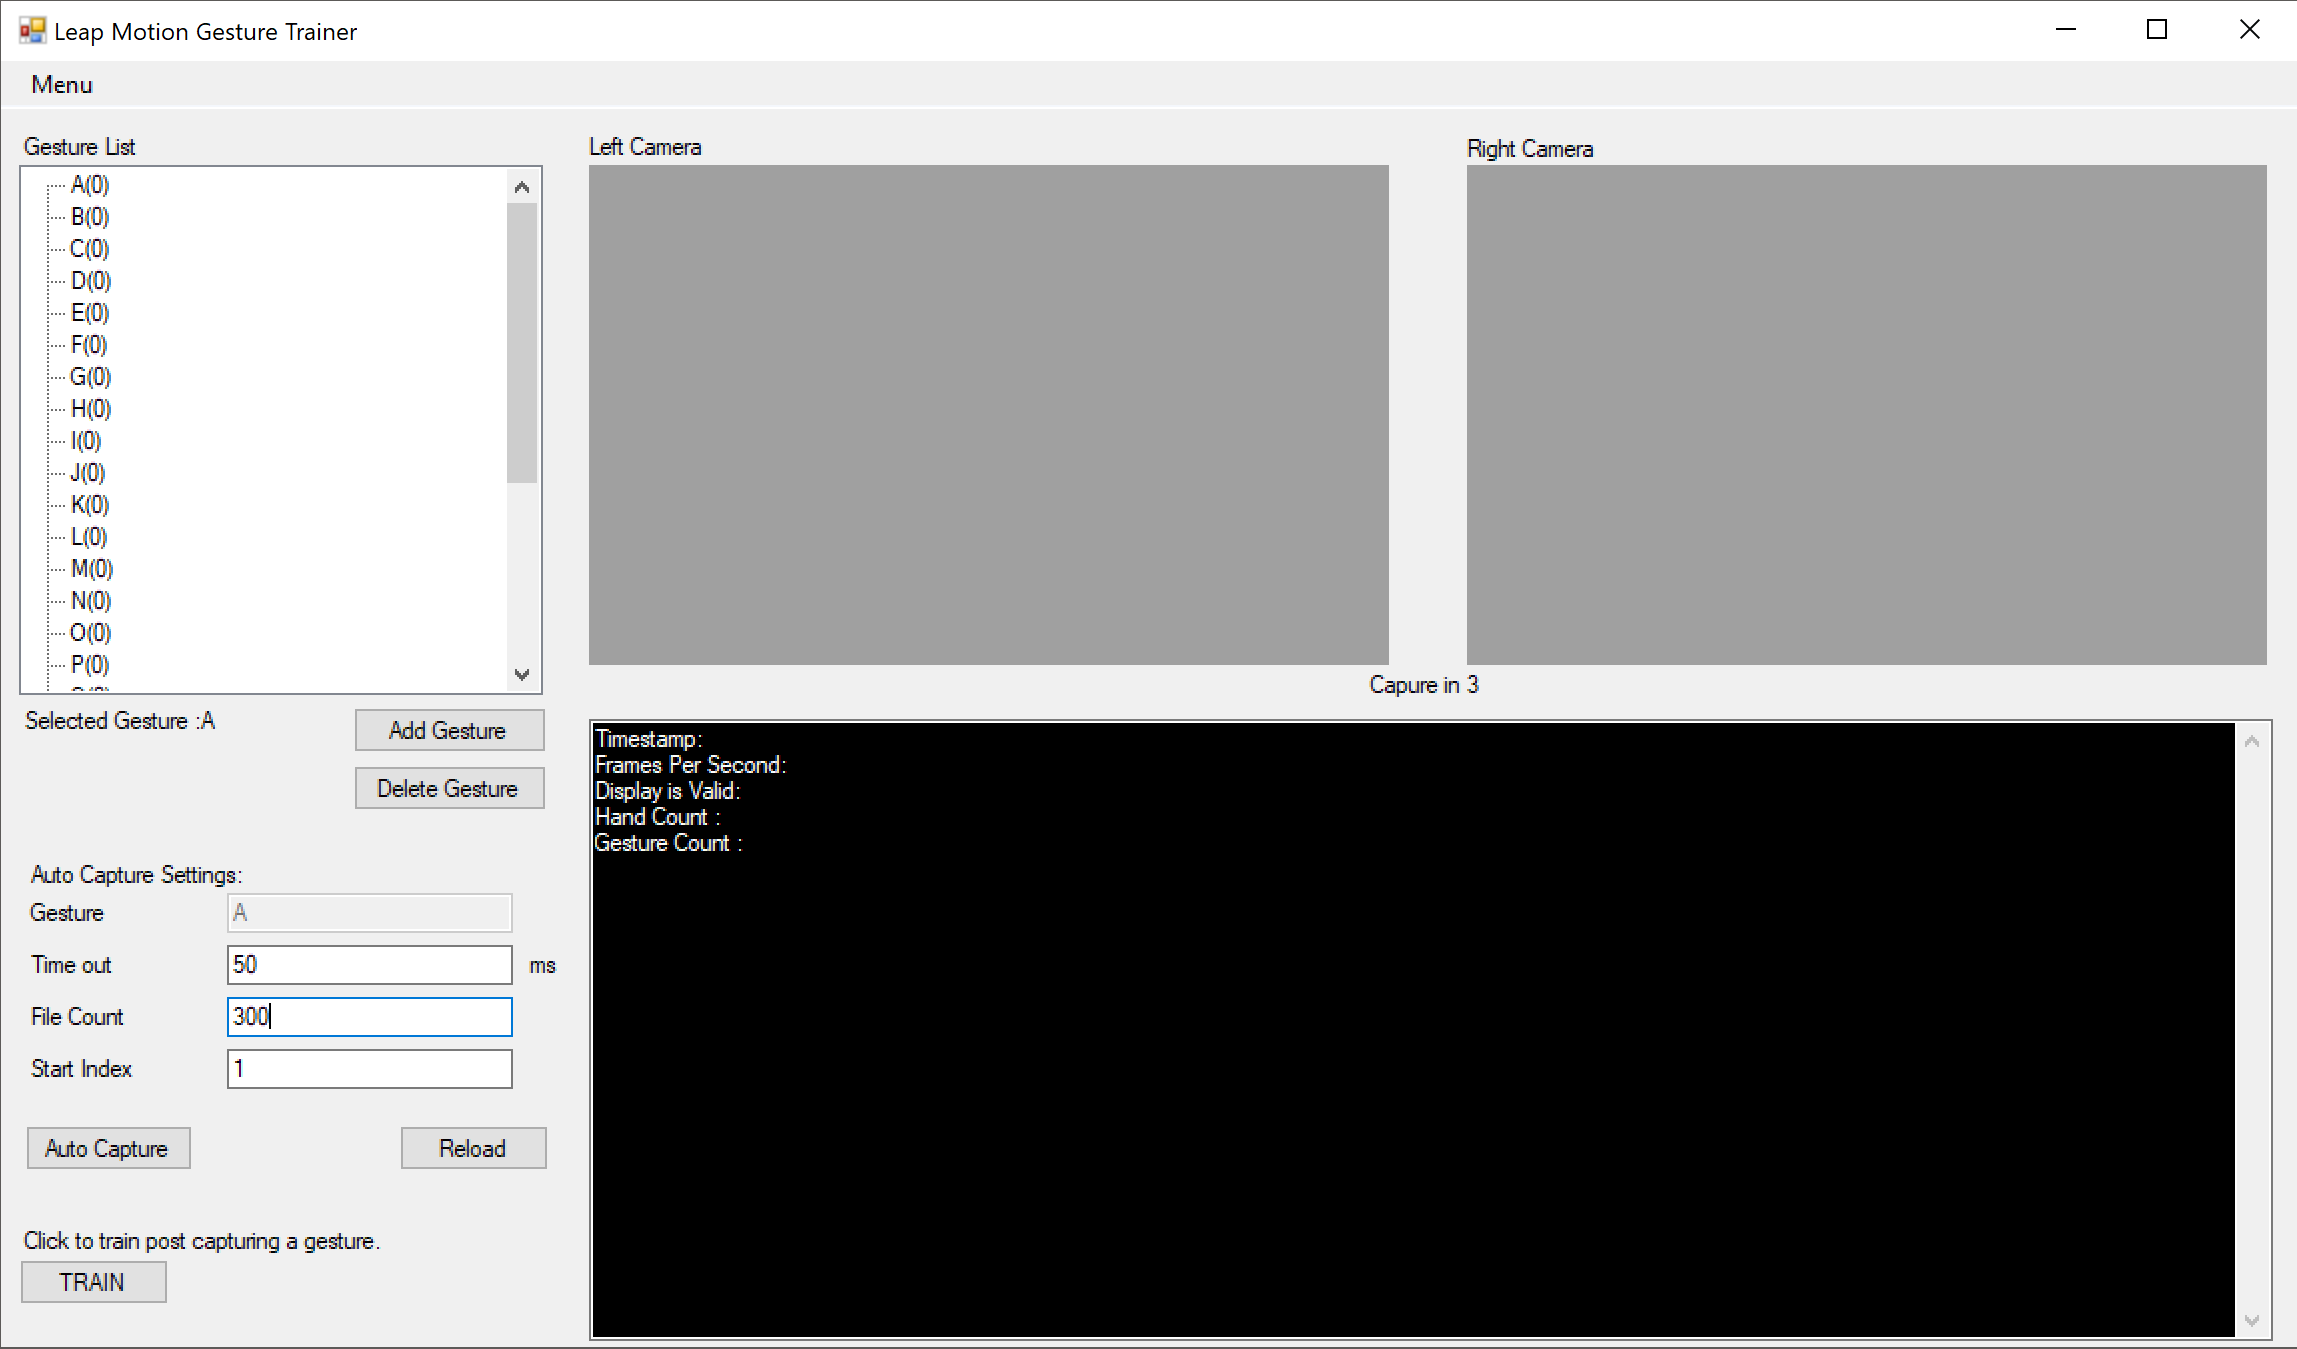 Leap Motion Gesture Trainer
Menu
Gesture List
A(0)
B(0)
C(0)
D(0)
E(0)
F(0)
G(0)
H(0)
I(0)
J(0)
K(0)
L(0)
M(0)
N(0)
O(0)
P(0)
Selected Gesture :A
Add Gesture
Delete Gesture
Auto Capture Settings:
Gesture A
Time out 50 ms
File Count 300
Start Index 1
Auto Capture Reload
Click to train post capturing a gesture.
TRAIN
Left Camera
Right Camera
Capure in 3
Timestamp:
Frames Per Second:
Display is Valid:
Hand Count :
Gesture Count :